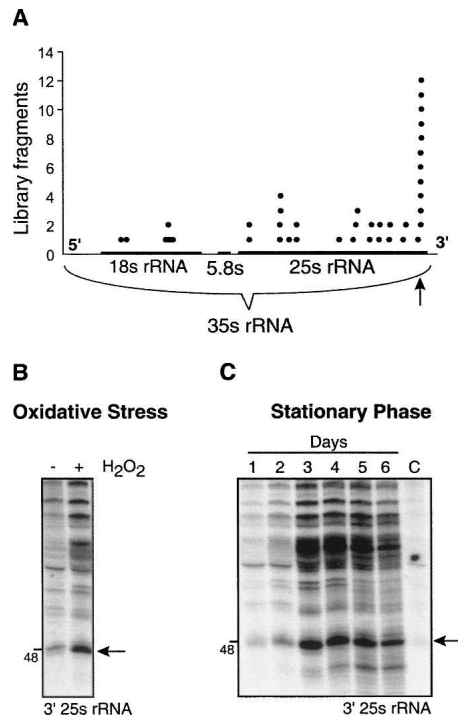 A
14
12
10
8
6
4
2
0
Library fragments
5'
3'
18s rRNA
5.8s
25s rRNA
35s rRNA
B
Oxidative Stress
- + H₂O₂
48
3' 25s rRNA
C
Stationary Phase
Days
1 2 3 4 5 6 C
48
3' 25s rRNA